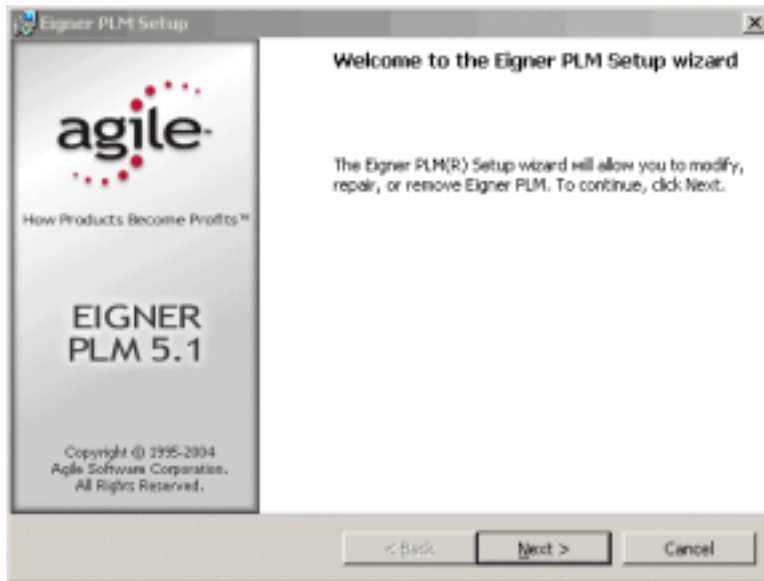 Eigner PLM Setup
agile
How Products Become Profits™
EIGNER
PLM 5.1
Copyright © 1995-2004
Agile Software Corporation.
All Rights Reserved.
Welcome to the Eigner PLM Setup wizard
The Eigner PLM(R) Setup wizard will allow you to modify,
repair, or remove Eigner PLM. To continue, click Next.
< Back
Next >
Cancel